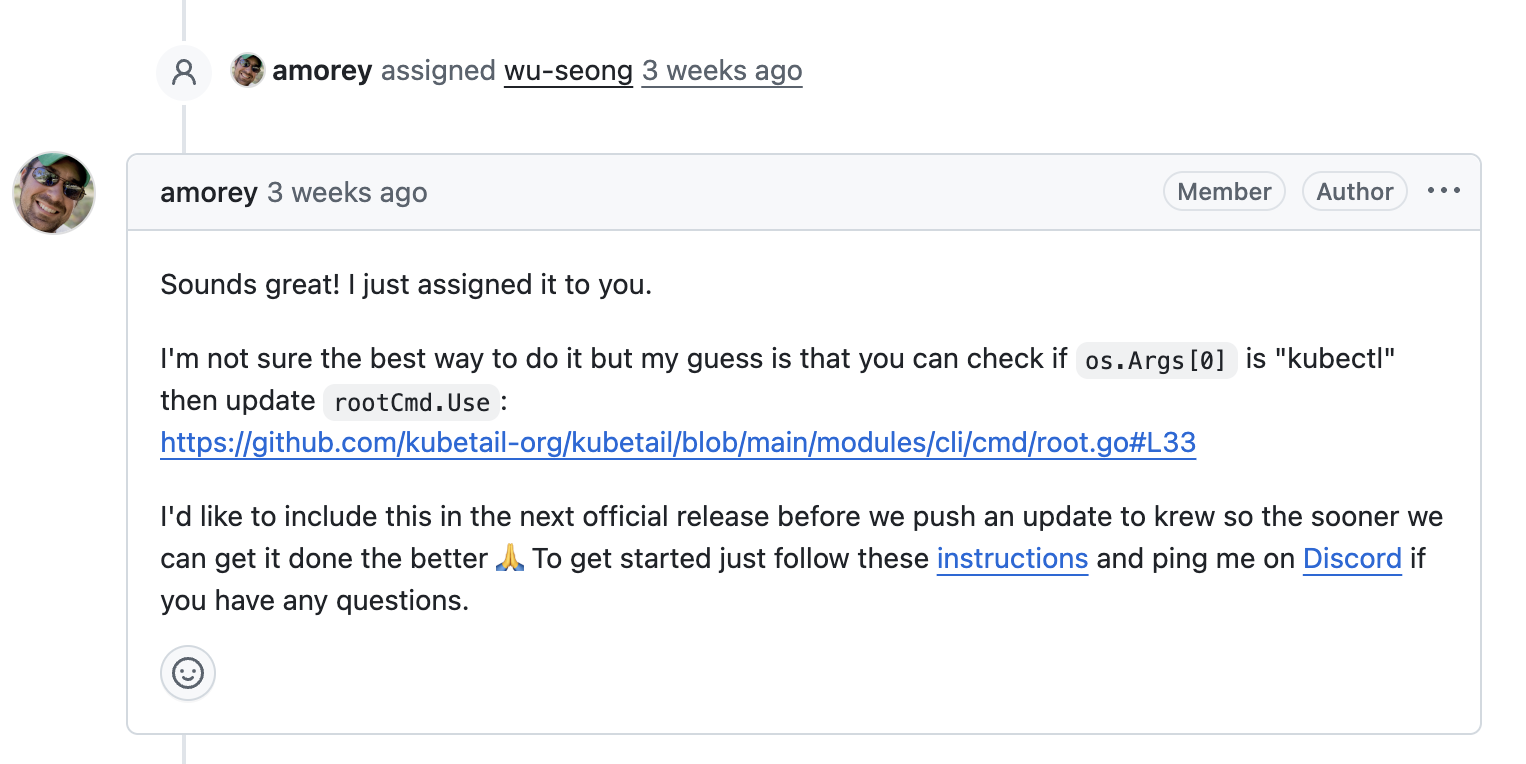 amorey assigned wu-seong 3 weeks ago
amorey 3 weeks ago Member Author
Sounds great! I just assigned it to you.
I'm not sure the best way to do it but my guess is that you can check if os.Args[0] is "kubectl"
then update rootCmd.Use:
https://github.com/kubetail-org/kubetail/blob/main/modules/cli/cmd/root.go#L33
I'd like to include this in the next official release before we push an update to krew so the sooner we
can get it done the better 🙏 To get started just follow these instructions and ping me on Discord if
you have any questions.